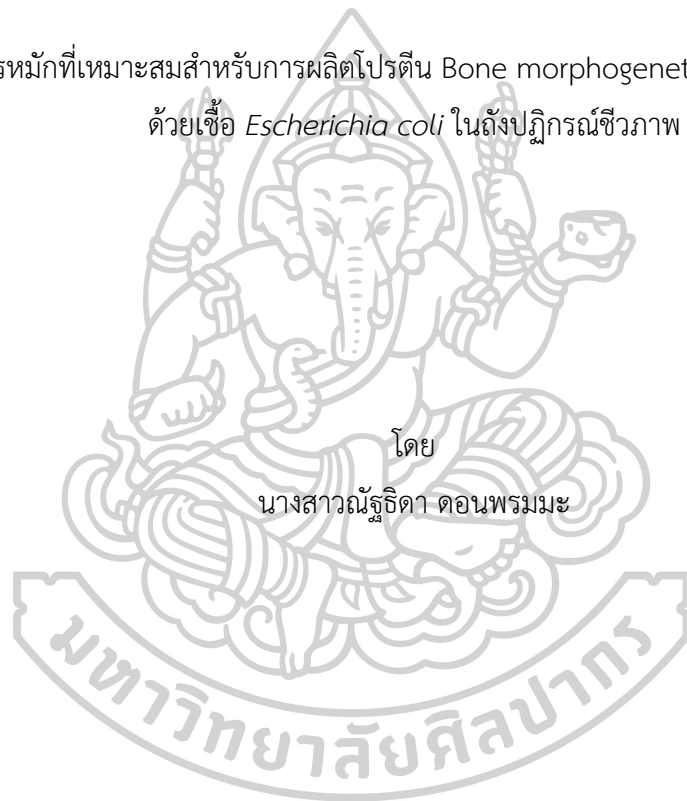 รหมักที่เหมาะสมสำหรับการผลิตโปรตีน Bone morphogenet
ด้วยเชื้อ Escherichia coli ในถังปฏิกรณ์ชีวภาพ
โดย
นางสาวณัฐธิดา ดอนพรมมะ
มหาวิทยาลัยศิลปากร